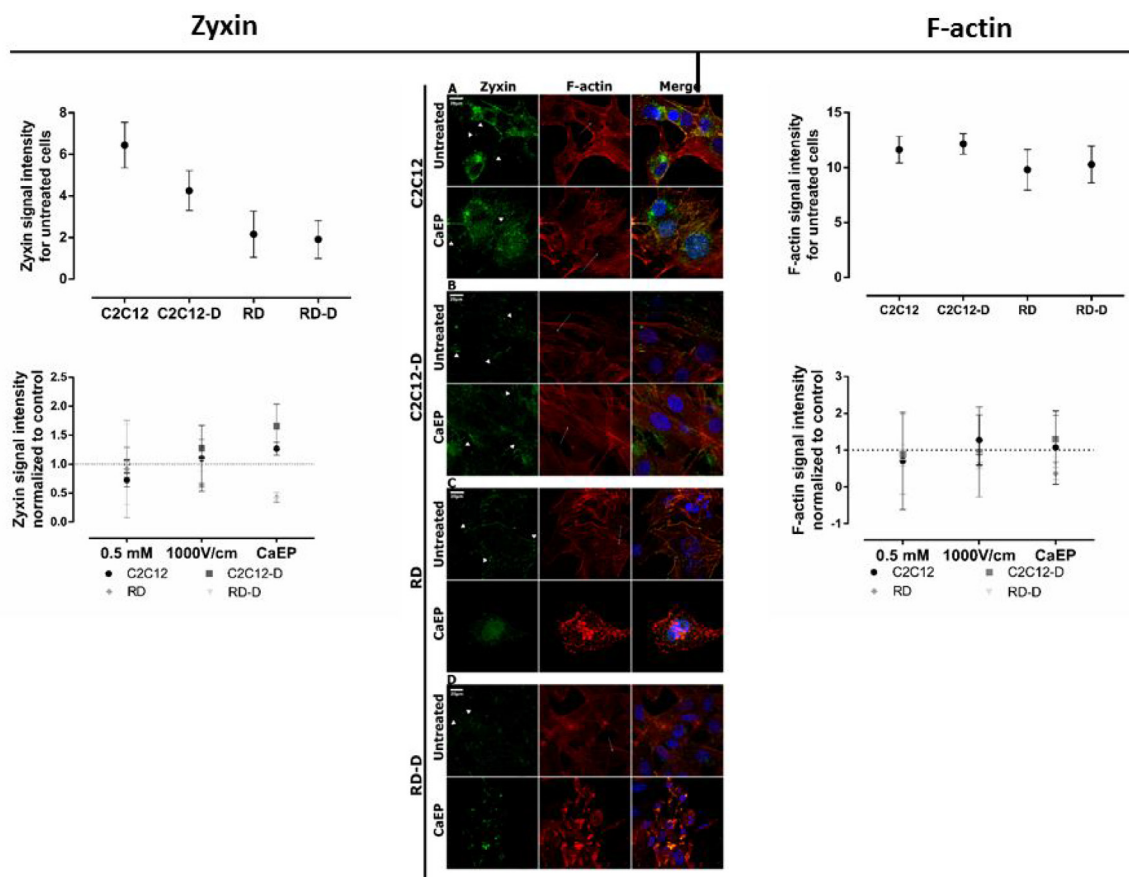 Zyxin
F-actin
Zyxin signal intensity
for untreated cells
8
6
4
2
0
C2C12
C2C12-D
RD
RD-D
Zyxin signal intensity
normalized to control
2.5
2.0
1.5
1.0
0.5
0.0
0.5 mM
1000V/cm
CaEP
C2C12
C2C12-D
RD
RD-D
Zyxin
F-actin
Merge
A
C2C12
Untreated
CaEP
B
20µm
C2C12-D
Untreated
CaEP
C
20µm
RD
Untreated
CaEP
D
20µm
RD-D
Untreated
CaEP
F-actin signal intensity
for untreated cells
15
10
5
0
C2C12
C2C12-D
RD
RD-D
F-actin signal intensity
normalized to control
3
2
1
0
-1
0.5 mM
1000V/cm
CaEP
C2C12
C2C12-D
RD
RD-D